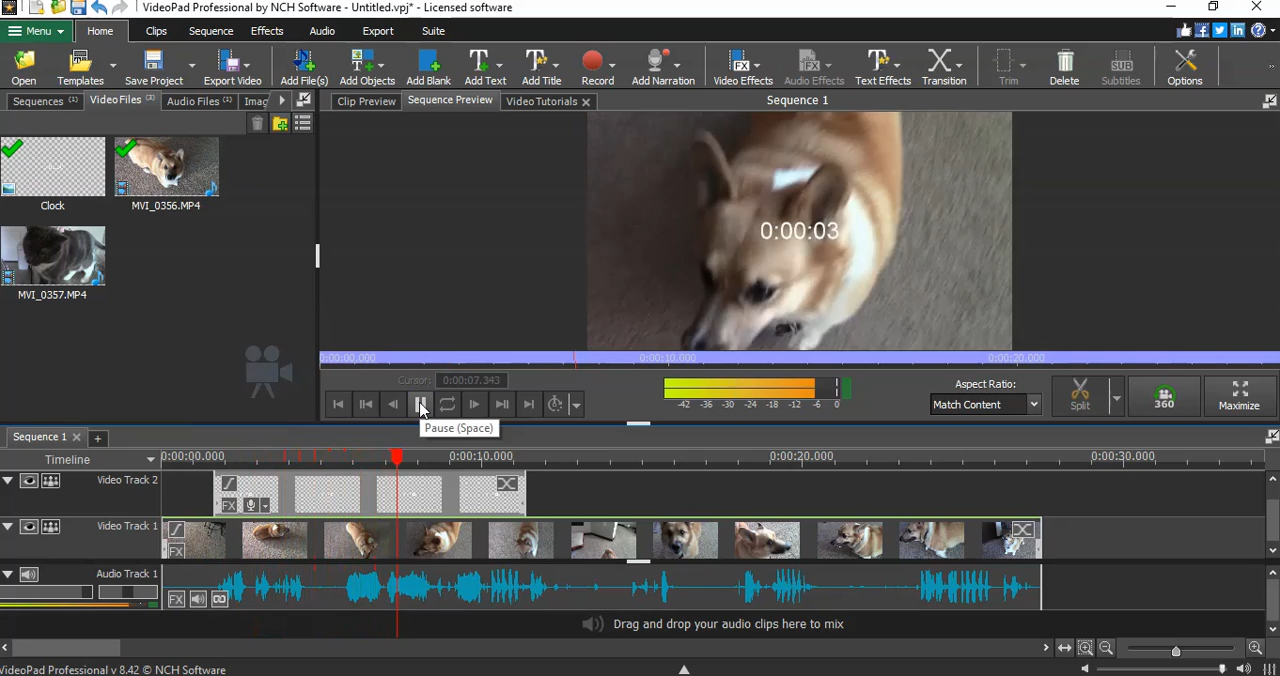 VideoPad Professional by NCH Software - Untitled.vpj* - Licensed software
Menu Home Clips Sequence Effects Audio Export Suite
Open Templates Save Project Export Video Add File(s) Add Objects Add Blank Add Text Add Title Record Add Narration Video Effects Audio Effects Text Effects Transition Trim Delete Subtitles Options
Sequences (1) Video Files (3) Audio Files (1) Imag
Clip Preview Sequence Preview Video Tutorials Sequence 1
0:00:03
Clock MVI_0356.MP4
MVI_0357.MP4
0:00:00.000 0:00:10.000 0:00:20.000
Cursor: 0:00:07.343
-42 -36 -30 -24 -18 -12 -6 0
Aspect Ratio:
Match Content
Split 360 Maximize
Pause (Space)
Sequence 1
Timeline 0:00:00.000 0:00:10.000 0:00:20.000 0:00:30.000
Video Track 2
FX
Video Track 1
FX
Audio Track 1
FX
Drag and drop your audio clips here to mix
VideoPad Professional v 8.42 © NCH Software